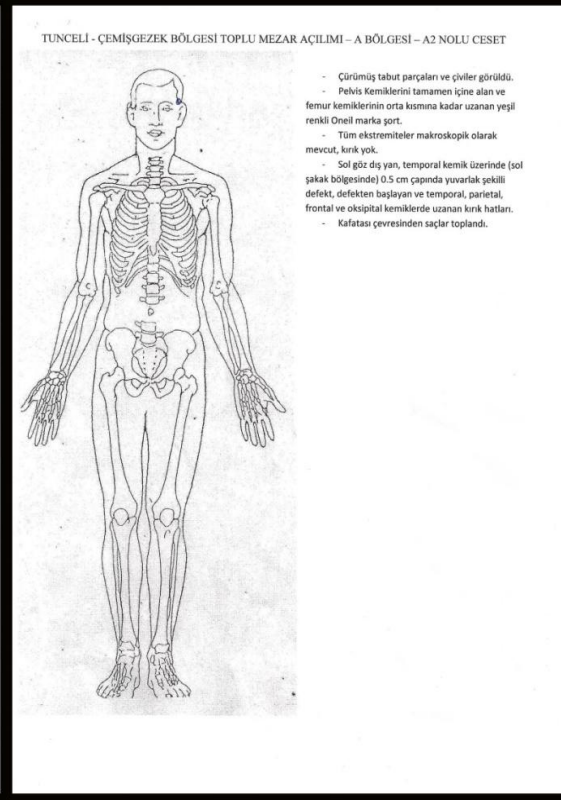 TUNCELİ - ÇEMİŞGEZEK BÖLGESİ TOPLU MEZAR AÇILIMI – A BÖLGESİ – A2 NOLU CESET
- Çürümüş tabut parçaları ve çiviler görüldü.
- Pelvis Kemiklerini tamamen içine alan ve
femur kemiklerinin orta kısmına kadar uzanan yeşil
renkli Oneil marka şort.
- Tüm ekstremiteler makroskopik olarak
mevcut, kırık yok.
- Sol göz dış yan, temporal kemik üzerinde (sol
şakak bölgesinde) 0.5 cm çapında yuvarlak şekilli
defekt, defekten başlayan ve temporal, parietal,
frontal ve oksipital kemiklerde uzanan kırık hatları.
- Kafatası çevresinden saçlar toplandı.